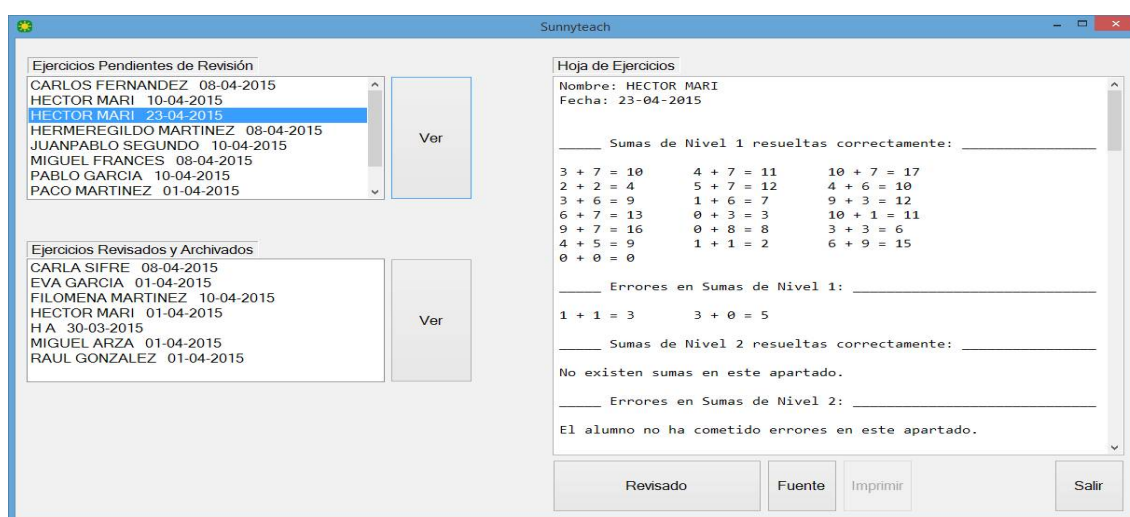 Sunnyteach
Ejercicios Pendientes de Revisión
CARLOS FERNANDEZ 08-04-2015
HECTOR MARI 10-04-2015
HECTOR MARI 23-04-2015
HERMEREGILDO MARTINEZ 08-04-2015
JUANPABLO SEGUNDO 10-04-2015
MIGUEL FRANCES 08-04-2015
PABLO GARCIA 10-04-2015
PACO MARTINEZ 01-04-2015
Ver
Ejercicios Revisados y Archivados
CARLA SIFRE 08-04-2015
EVA GARCIA 01-04-2015
FILOMENA MARTINEZ 10-04-2015
HECTOR MARI 01-04-2015
H A 30-03-2015
MIGUEL ARZA 01-04-2015
RAUL GONZALEZ 01-04-2015
Ver
Hoja de Ejercicios
Nombre: HECTOR MARI
Fecha: 23-04-2015
_____ Sumas de Nivel 1 resueltas correctamente: ________________
3 + 7 = 10 4 + 7 = 11 10 + 7 = 17
2 + 2 = 4 5 + 7 = 12 4 + 6 = 10
3 + 6 = 9 1 + 6 = 7 9 + 3 = 12
6 + 7 = 13 0 + 3 = 3 10 + 1 = 11
9 + 7 = 16 0 + 8 = 8 3 + 3 = 6
4 + 5 = 9 1 + 1 = 2 6 + 9 = 15
0 + 0 = 0
_____ Errores en Sumas de Nivel 1: _____________________________
1 + 1 = 3 3 + 0 = 5
_____ Sumas de Nivel 2 resueltas correctamente: ________________
No existen sumas en este apartado.
_____ Errores en Sumas de Nivel 2: _____________________________
El alumno no ha cometido errores en este apartado.
Revisado Fuente Imprimir Salir